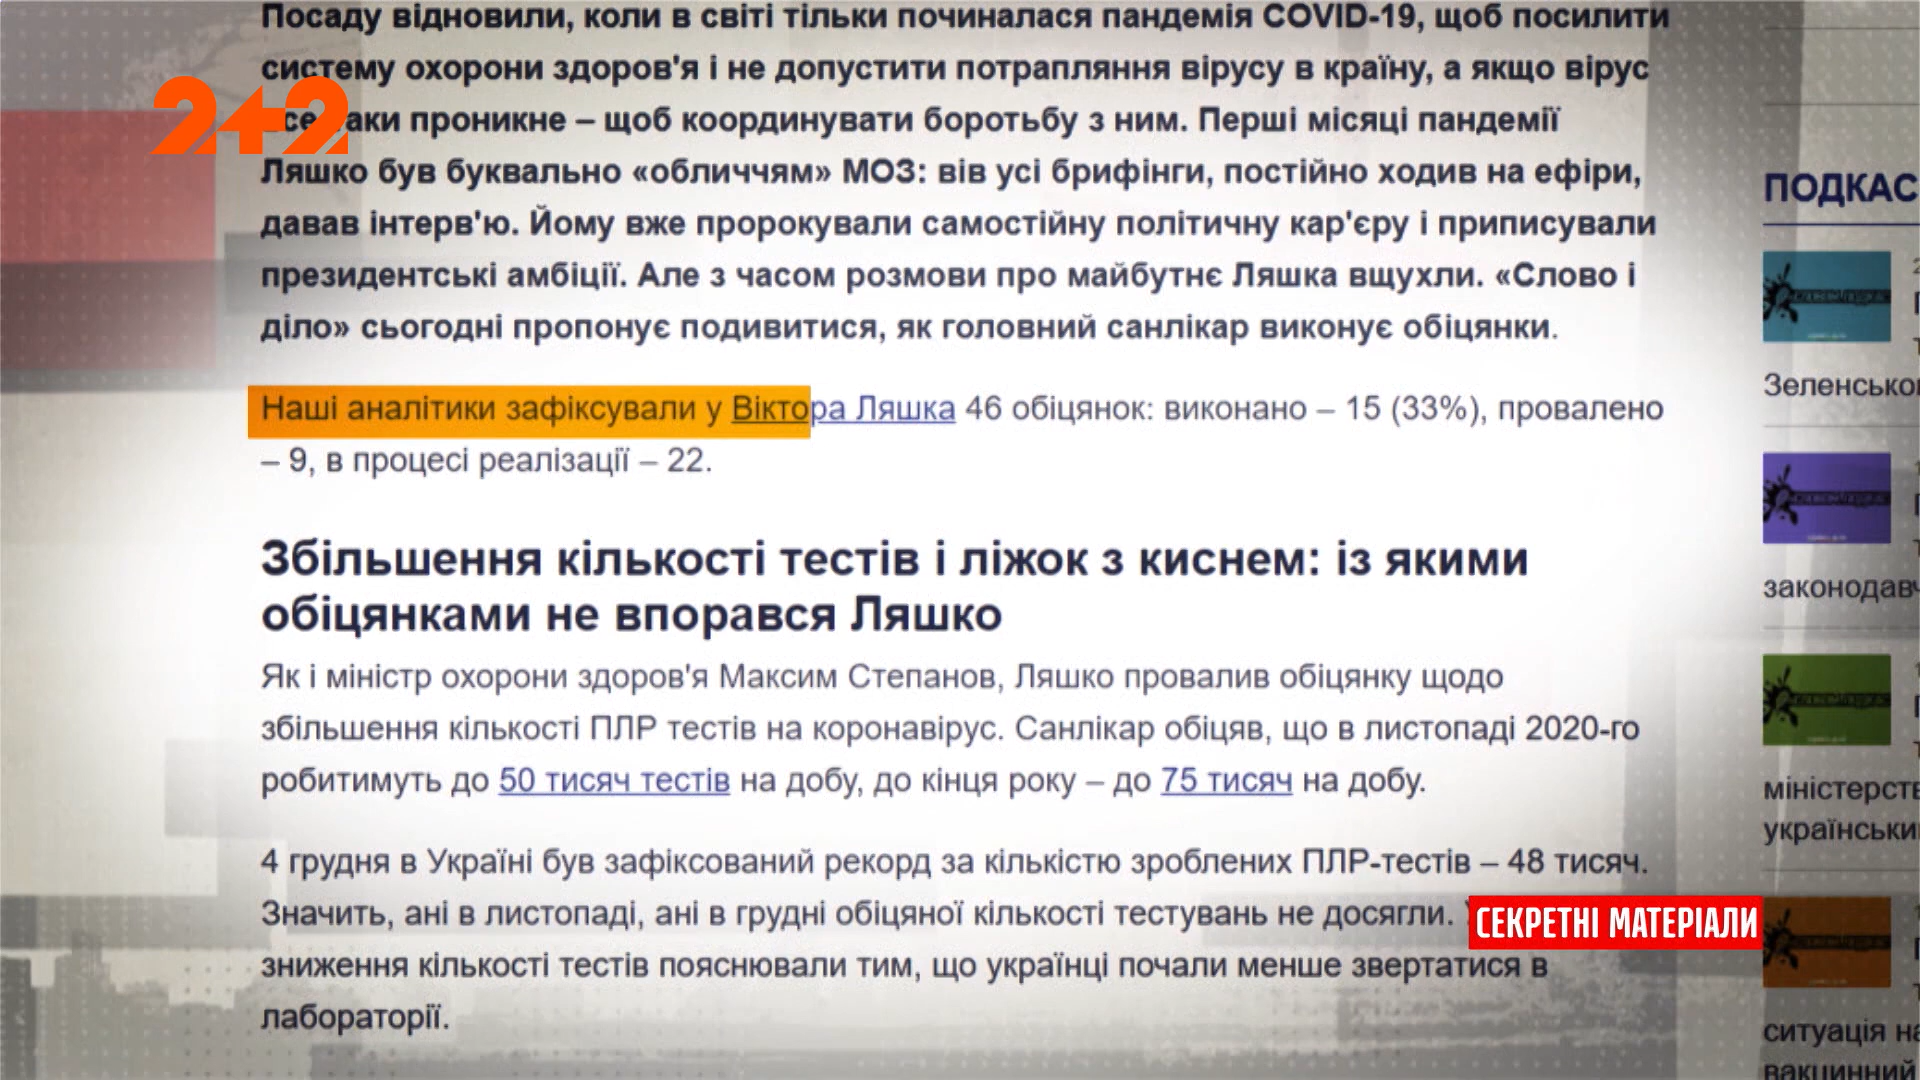 Посаду відновили, коли в світі тільки починалася пандемія COVID-19, щоб посилити
систему охорони здоров'я і не допустити потрапляння вірусу в країну, а якщо вірус
2+2
аки проникне – щоб координувати боротьбу з ним. Перші місяці пандемії
Ляшко був буквально «обличчям» МОЗ: вів усі брифінги, постійно ходив на ефіри,
давав інтерв'ю. Йому вже пророкували самостійну політичну кар'єру і приписували
президентські амбіції. Але з часом розмови про майбутнє Ляшка вщухли. «Слово і
діло» сьогодні пропонує подивитися, як головний санлікар виконує обіцянки.
Наші аналітики зафіксували у Віктора Ляшка 46 обіцянок: виконано – 15 (33%), провалено
– 9, в процесі реалізації – 22.
Збільшення кількості тестів і ліжок з киснем: із якими
обіцянками не впорався Ляшко
Як і міністр охорони здоров'я Максим Степанов, Ляшко провалив обіцянку щодо
збільшення кількості ПЛР тестів на коронавірус. Санлікар обіцяв, що в листопаді 2020-го
робитимуть до 50 тисяч тестів на добу, до кінця року – до 75 тисяч на добу.
4 грудня в Україні був зафіксований рекорд за кількістю зроблених ПЛР-тестів – 48 тисяч.
Значить, ані в листопаді, ані в грудні обіцяної кількості тестувань не досягли.
зниження кількості тестів пояснювали тим, що українці почали менше звертатися в
лабораторії.
СЕКРЕТНІ МАТЕРІАЛИ
ПОДКАС
Зеленсько
законодавч
міністерств
українськи
ситуація на
вакцинний